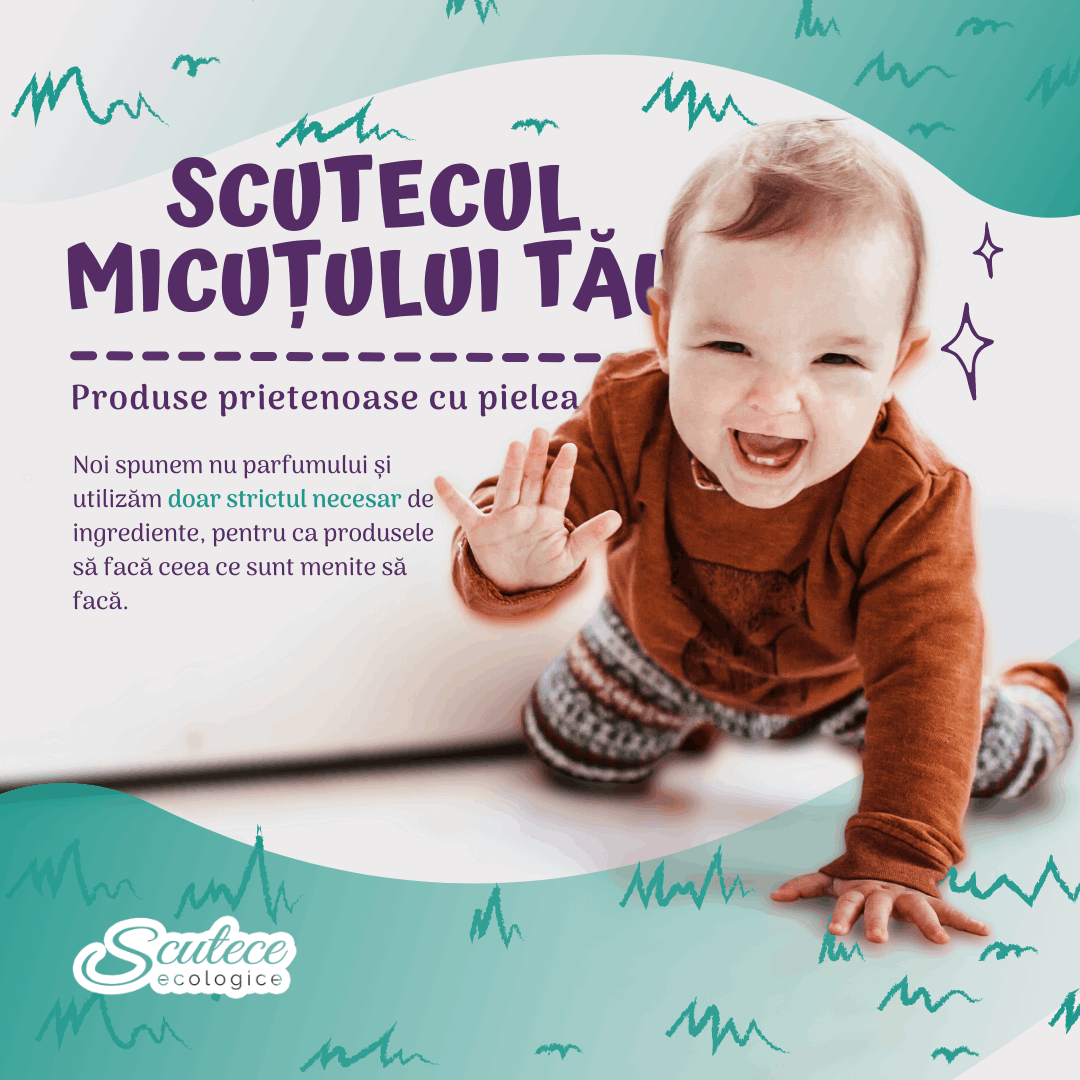 SCUTECUL
MICUȚULUI TĂU
Produse prietenoase cu pielea
Noi spunem nu parfumului și
utilizăm doar strictul necesar de
ingrediente, pentru ca produsele
să facă ceea ce sunt menite să
facă.
Scutece
ecologice